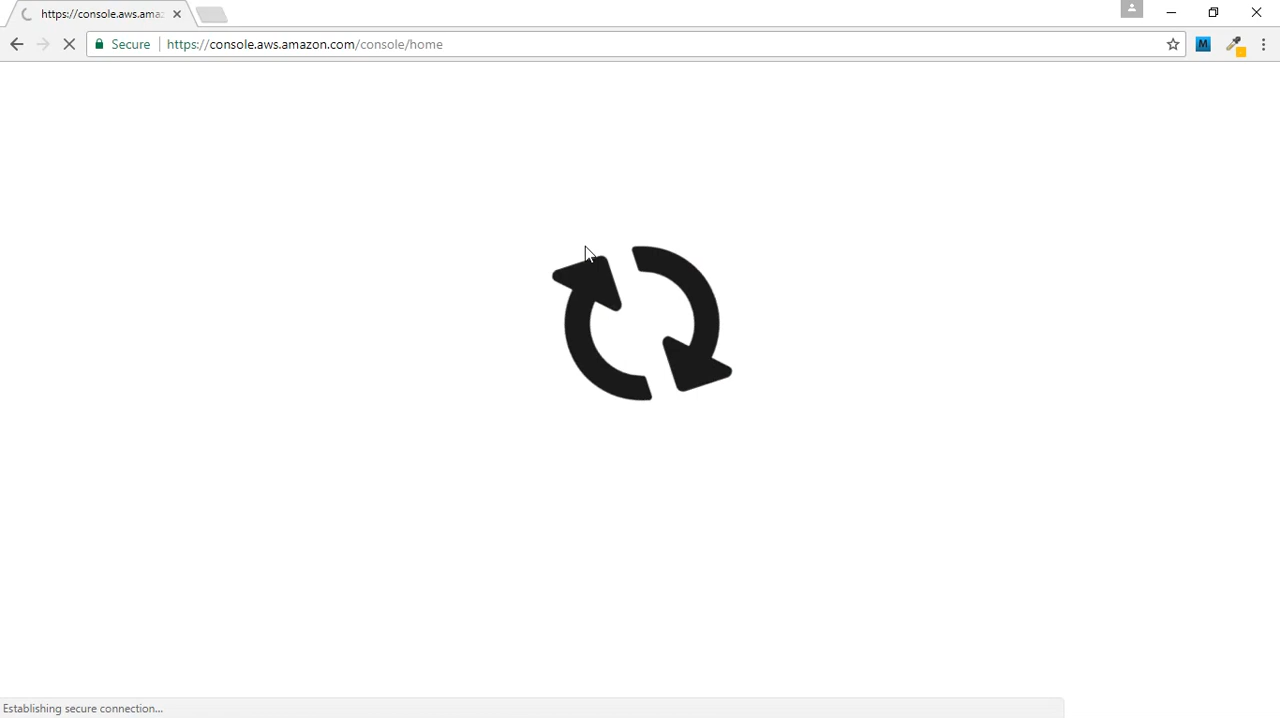 https://console.aws.ama
Secure
https://console.aws.amazon.com/console/home
M
Establishing secure connection...